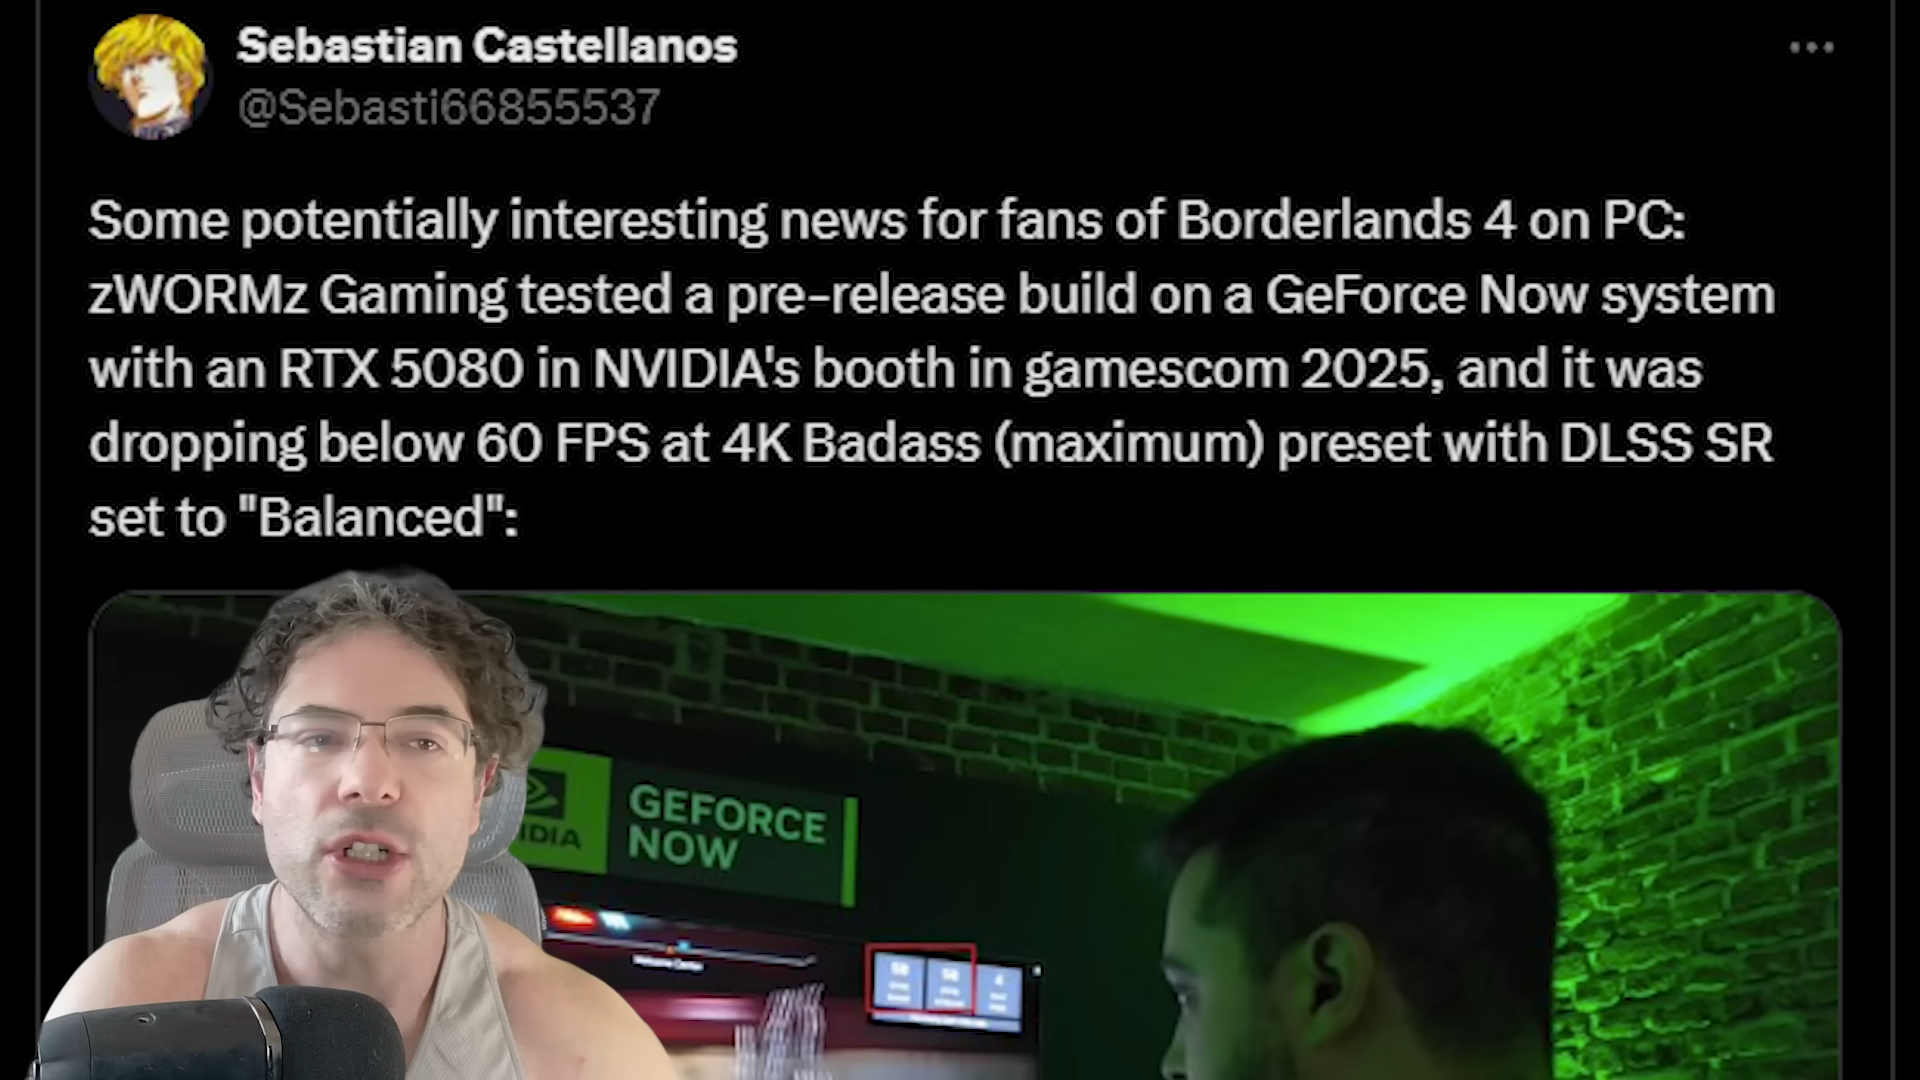 Sebastian Castellanos
@Sebasti66855537
Some potentially interesting news for fans of Borderlands 4 on PC:
zWORMz Gaming tested a pre-release build on a GeForce Now system
with an RTX 5080 in NVIDIA's booth in gamescom 2025, and it was
dropping below 60 FPS at 4K Badass (maximum) preset with DLSS SR
set to "Balanced":
GEFORCE
NOW